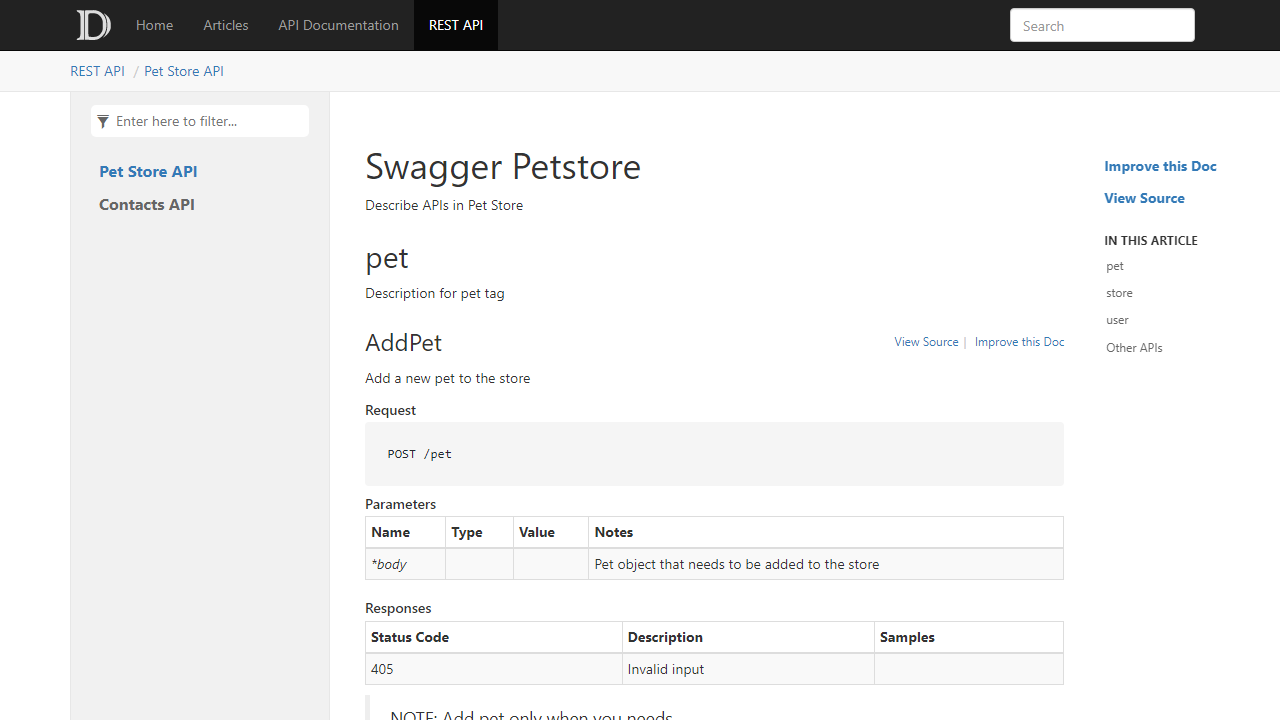 Home Articles API Documentation REST API Search
REST API / Pet Store API
Enter here to filter...
Pet Store API
Contacts API
Swagger Petstore
Describe APIs in Pet Store
pet
Description for pet tag
AddPet View Source | Improve this Doc
Add a new pet to the store
Request
POST /pet
Parameters
Name Type Value Notes
*body Pet object that needs to be added to the store
Responses
Status Code Description Samples
405 Invalid input
NOTE: Add pet only when you needs
Improve this Doc
View Source
IN THIS ARTICLE
pet
store
user
Other APIs